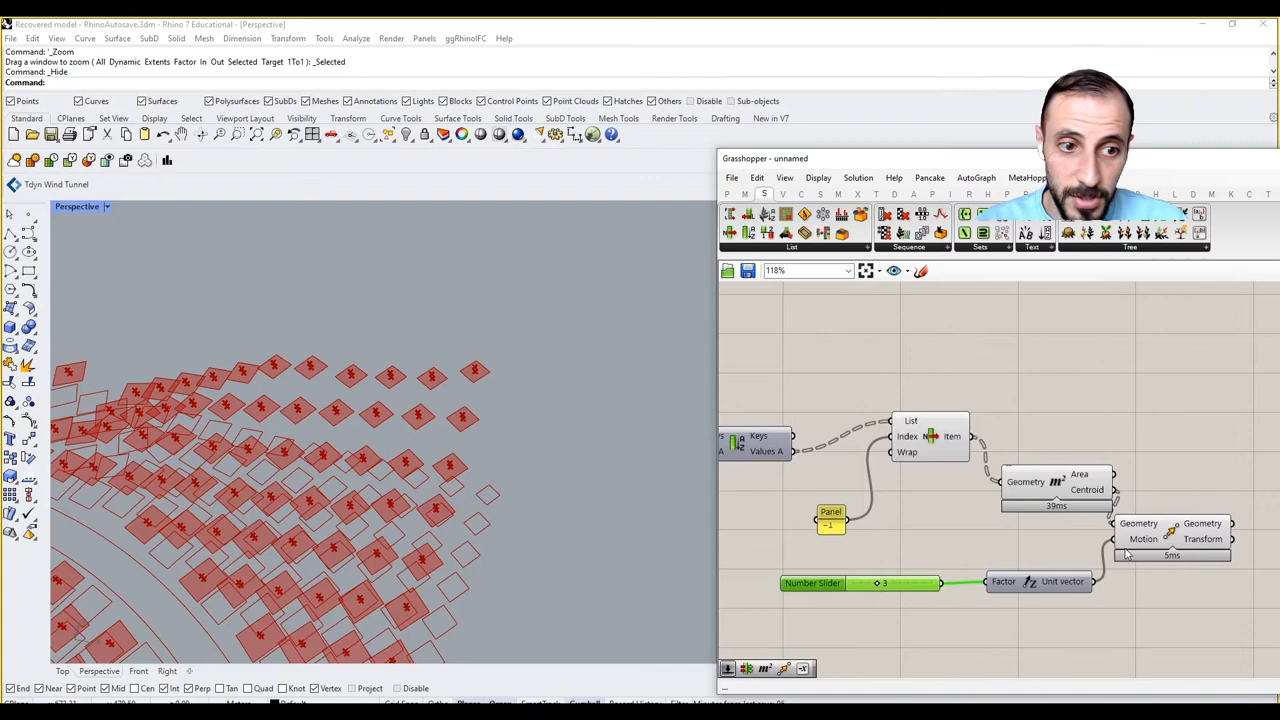 Recovered model - RhinoAutosave.3dm - Rhino 7 Educational - [Perspective]
File Edit View Curve Surface SubD Solid Mesh Dimension Transform Tools Analyze Render Panels ggRhinoIFC Help
Command: '_Zoom
Drag a window to zoom ( All Dynamic Extents Factor In Out Selected Target 1To1 ): _Selected
Command: _Hide
Command:
Points Curves Surfaces Polysurfaces SubDs Meshes Annotations Lights Blocks Control Points Point Clouds Hatches Others Disable Sub-objects
Standard CPlanes Set View Display Select Viewport Layout Visibility Transform Curve Tools Surface Tools Solid Tools SubD Tools Mesh Tools Render Tools Drafting New in V7
Tdyn Wind Tunnel
Perspective
Grasshopper - unnamed
File Edit View Display Solution Help Pancake AutoGraph MetaHopp
P M S V C S M I X T D W P R L
List Sequence Sets Text Tree
118%
Keys
Values A
List
Index
Wrap
Item
Panel
-1
Geometry
Area
Centroid
39ms
Geometry
Motion
Geometry
Transform
5ms
Number Slider
3
Factor
Unit vector
Top Perspective Front Right
End Near Point Mid Cen Int Perp Tan Quad Knot Vertex Project Disable